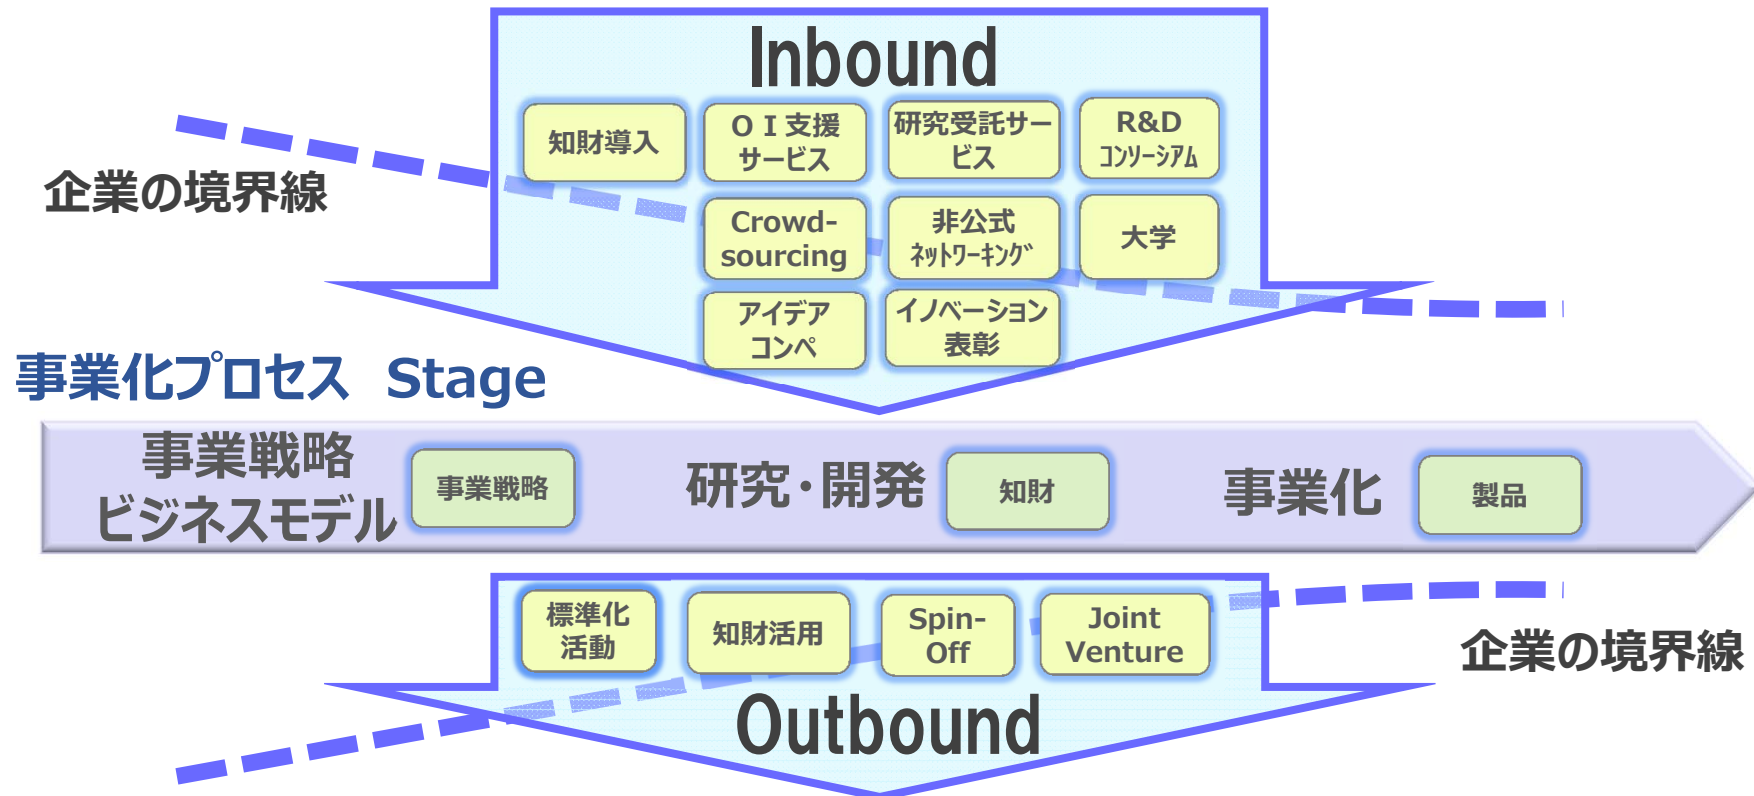 Inbound
知財導入
ＯＩ支援
サービス
研究受託サー
ビス
R&D
ｺﾝｿｰｼｱﾑ
企業の境界線
Crowd-
sourcing
非公式
ﾈｯﾄﾜｰｷﾝｸﾞ
大学
アイデア
コンペ
イノベーション
表彰
事業化プロセス Stage
事業戦略
ビジネスモデル
事業戦略
研究・開発
知財
事業化
製品
標準化
活動
知財活用
Spin-
Off
Joint
Venture
企業の境界線
Outbound